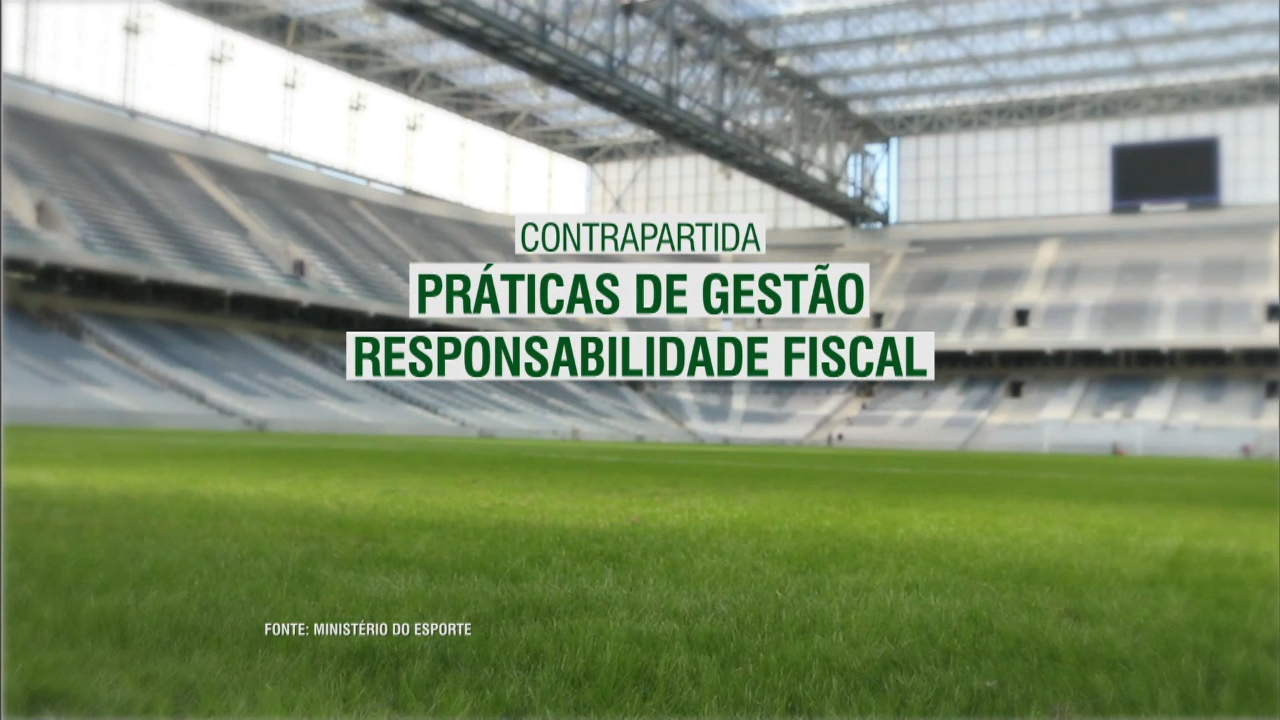 CONTRAPARTIDA
PRÁTICAS DE GESTÃO
RESPONSABILIDADE FISCAL
FONTE: MINISTÉRIO DO ESPORTE